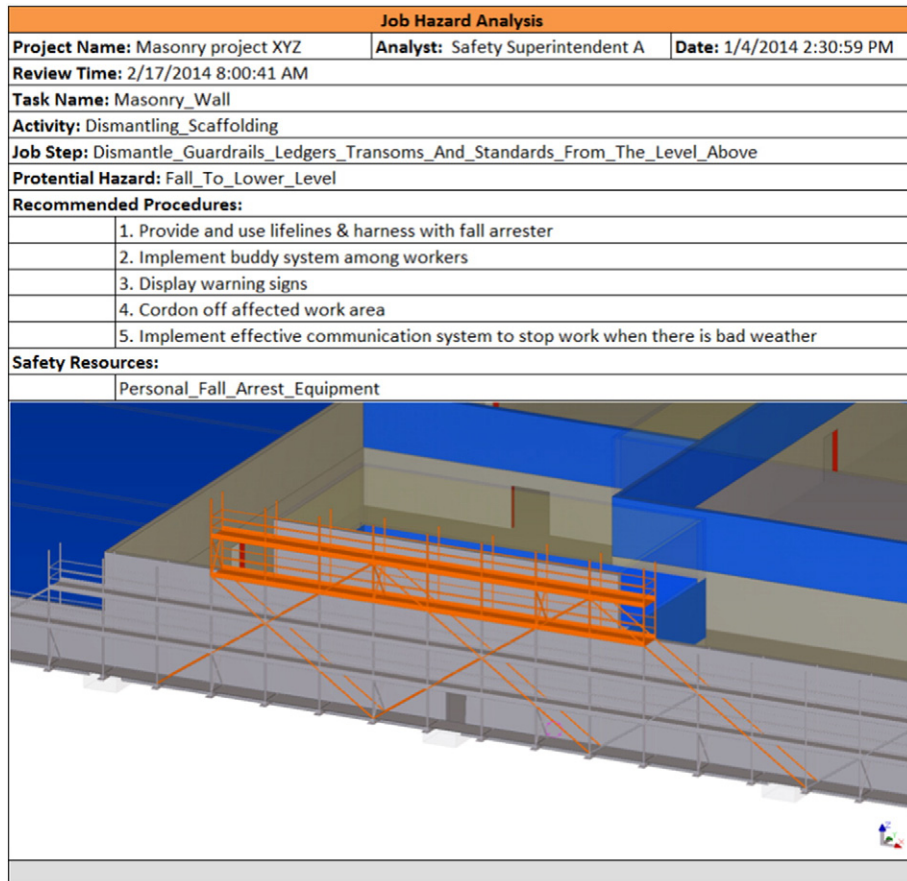 Job Hazard Analysis
Project Name: Masonry project XYZ Analyst: Safety Superintendent A Date: 1/4/2014 2:30:59 PM
Review Time: 2/17/2014 8:00:41 AM
Task Name: Masonry_Wall
Activity: Dismantling_Scaffolding
Job Step: Dismantle_Guardrails_Ledgers_Transoms_And_Standards_From_The_Level_Above
Potential Hazard: Fall_To_Lower_Level
Recommended Procedures:
1. Provide and use lifelines & harness with fall arrester
2. Implement buddy system among workers
3. Display warning signs
4. Cordon off affected work area
5. Implement effective communication system to stop work when there is bad weather
Safety Resources:
Personal_Fall_Arrest_Equipment